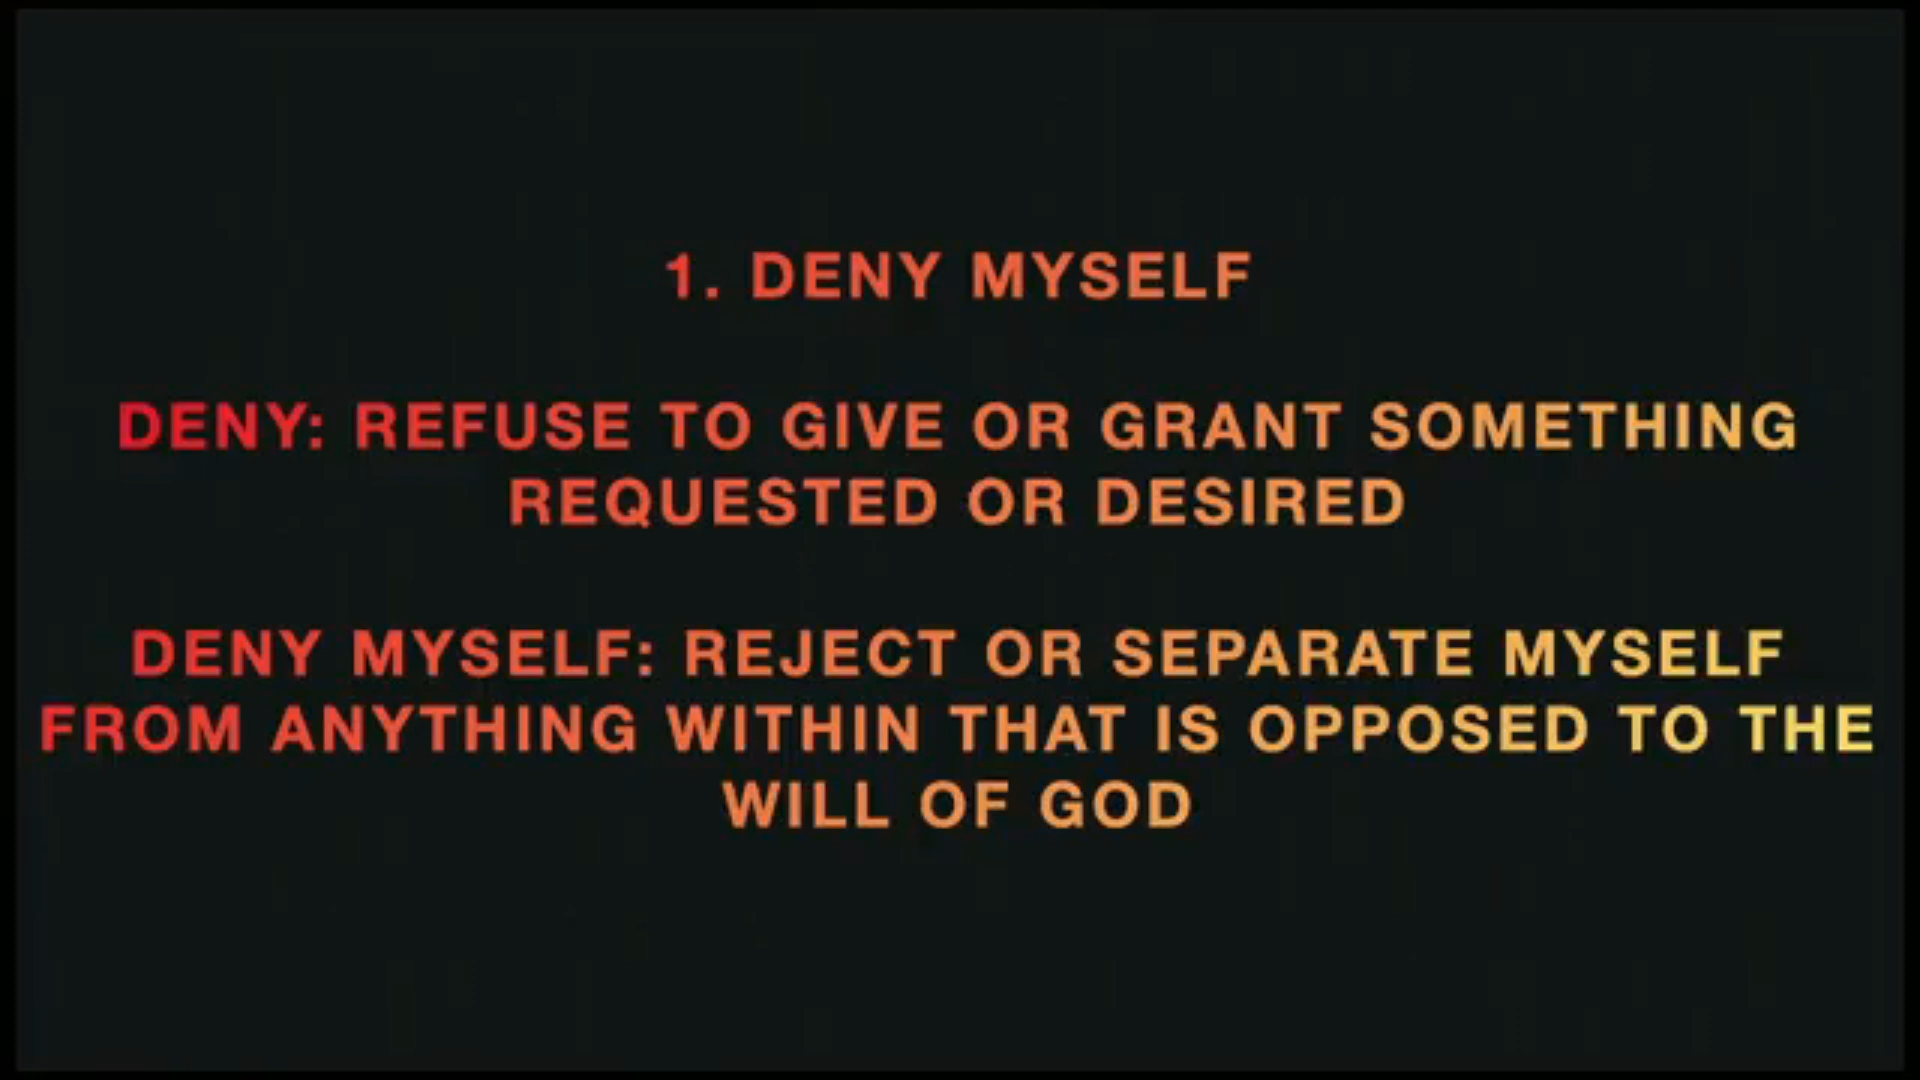 1. DENY MYSELF
DENY: REFUSE TO GIVE OR GRANT SOMETHING
REQUESTED OR DESIRED
DENY MYSELF: REJECT OR SEPARATE MYSELF
FROM ANYTHING WITHIN THAT IS OPPOSED TO THE
WILL OF GOD